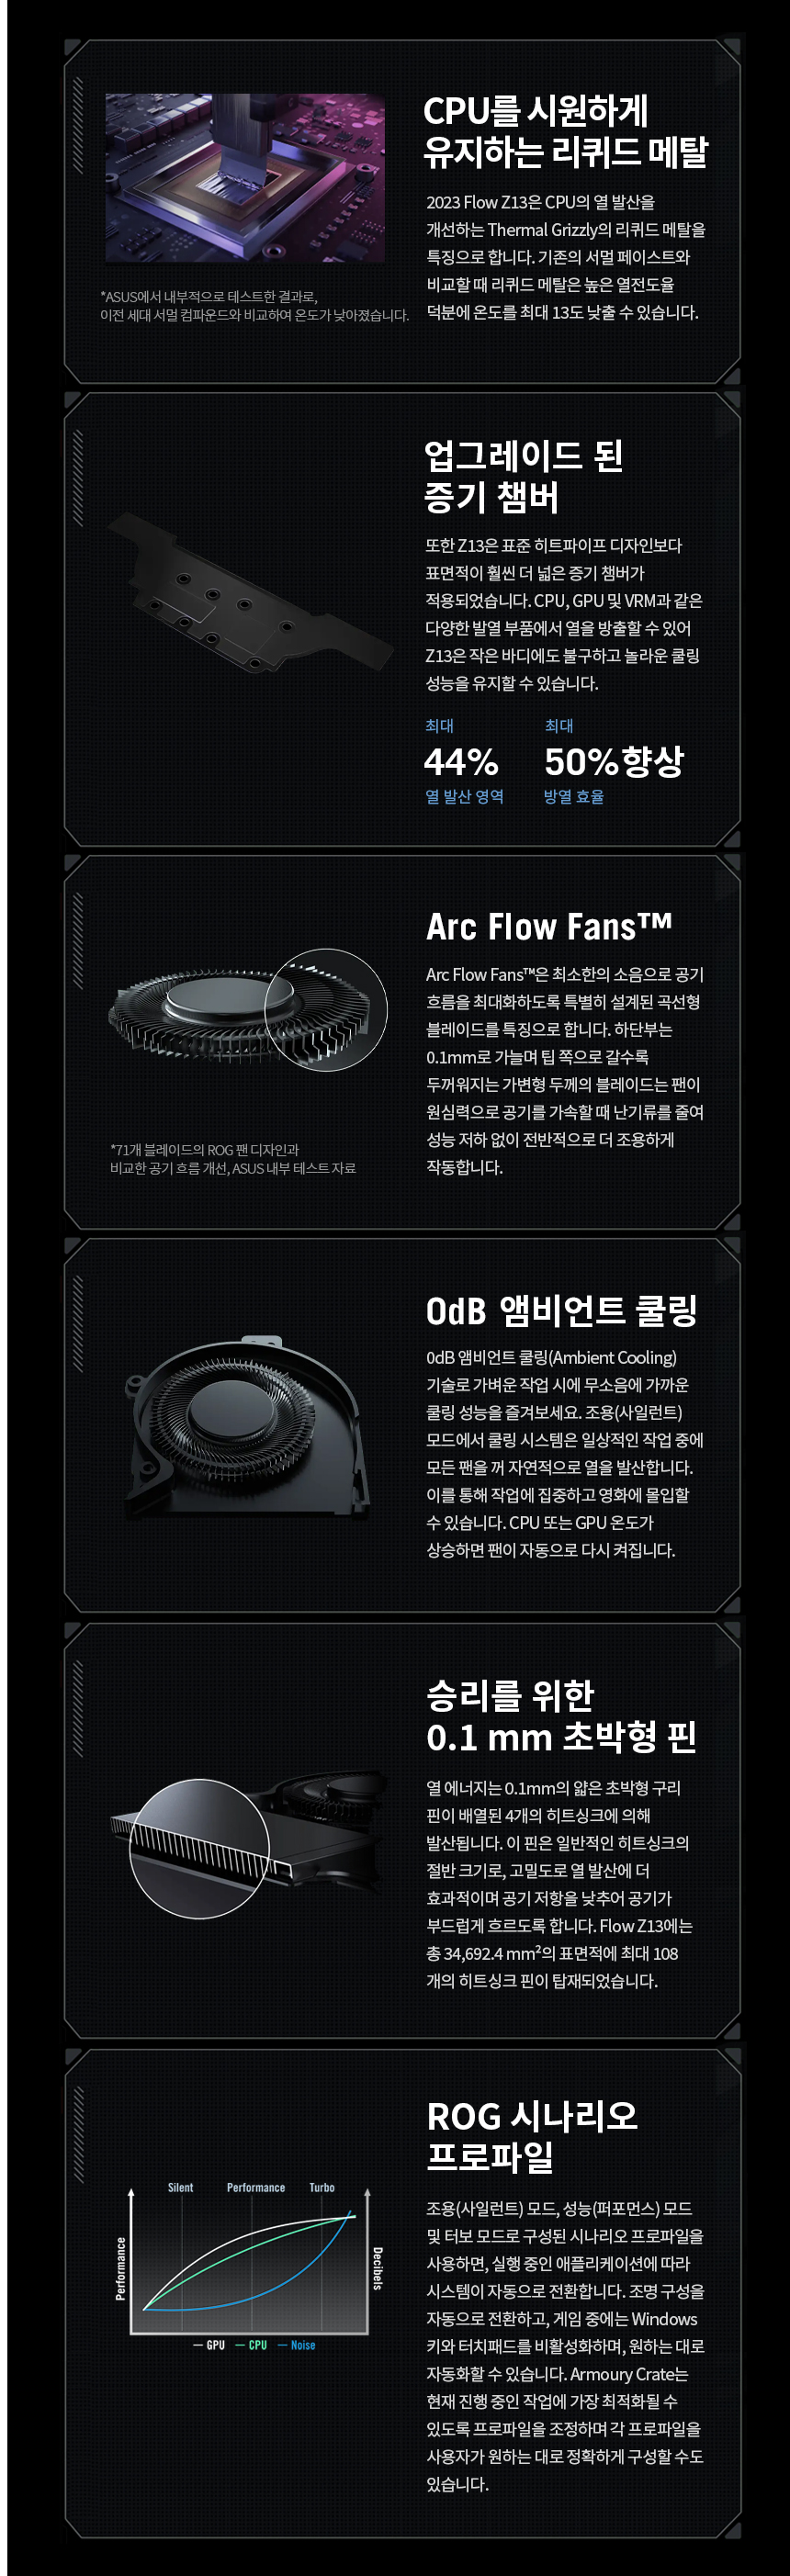 CPU를 시원하게
유지하는 리퀴드 메탈
2023 Flow Z13은 CPU의 열 발산을
개선하는 Thermal Grizzly의 리퀴드 메탈을
특징으로 합니다. 기존의 서멀 페이스트와
비교할 때 리퀴드 메탈은 높은 열전도율
덕분에 온도를 최대 13도 낮출 수 있습니다.
*ASUS에서 내부적으로 테스트한 결과로,
이전 세대 서멀 컴파운드와 비교하여 온도가 낮아졌습니다.
업그레이드 된
증기 챔버
또한 Z13은 표준 히트파이프 디자인보다
표면적이 훨씬 더 넓은 증기 챔버가
적용되었습니다. CPU, GPU 및 VRM과 같은
다양한 발열 부품에서 열을 방출할 수 있어
Z13은 작은 바디에도 불구하고 놀라운 쿨링
성능을 유지할 수 있습니다.
최대 최대
44% 50%향상
열 발산 영역 방열 효율
Arc Flow Fans™
Arc Flow Fans™은 최소한의 소음으로 공기
흐름을 최대화하도록 특별히 설계된 곡선형
블레이드를 특징으로 합니다. 하단부는
0.1mm로 가늘며 팁 쪽으로 갈수록
두꺼워지는 가변형 두께의 블레이드는 팬이
원심력으로 공기를 가속할 때 난기류를 줄여
성능 저하 없이 전반적으로 더 조용하게
작동합니다.
*71개 블레이드의 ROG 팬 디자인과
비교한 공기 흐름 개선, ASUS 내부 테스트 자료
0dB 앰비언트 쿨링
0dB 앰비언트 쿨링(Ambient Cooling)
기술로 가벼운 작업 시에 무소음에 가까운
쿨링 성능을 즐겨보세요. 조용(사일런트)
모드에서 쿨링 시스템은 일상적인 작업 중에
모든 팬을 꺼 자연적으로 열을 발산합니다.
이를 통해 작업에 집중하고 영화에 몰입할
수 있습니다. CPU 또는 GPU 온도가
상승하면 팬이 자동으로 다시 켜집니다.
승리를 위한
0.1 mm 초박형 핀
열 에너지는 0.1mm의 얇은 초박형 구리
핀이 배열된 4개의 히트싱크에 의해
발산됩니다. 이 핀은 일반적인 히트싱크의
절반 크기로, 고밀도로 열 발산에 더
효과적이며 공기 저항을 낮추어 공기가
부드럽게 흐르도록 합니다. Flow Z13에는
총 34,692.4 mm²의 표면적에 최대 108
개의 히트싱크 핀이 탑재되었습니다.
ROG 시나리오
프로파일
조용(사일런트) 모드, 성능(퍼포먼스) 모드
및 터보 모드로 구성된 시나리오 프로파일을
사용하면, 실행 중인 애플리케이션에 따라
시스템이 자동으로 전환합니다. 조명 구성을
자동으로 전환하고, 게임 중에는 Windows
키와 터치패드를 비활성화하며, 원하는 대로
자동화할 수 있습니다. Armoury Crate는
현재 진행 중인 작업에 가장 최적화될 수
있도록 프로파일을 조정하며 각 프로파일을
사용자가 원하는 대로 정확하게 구성할 수도
있습니다.
Silent Performance Turbo
Performance
Decibels
GPU CPU Noise